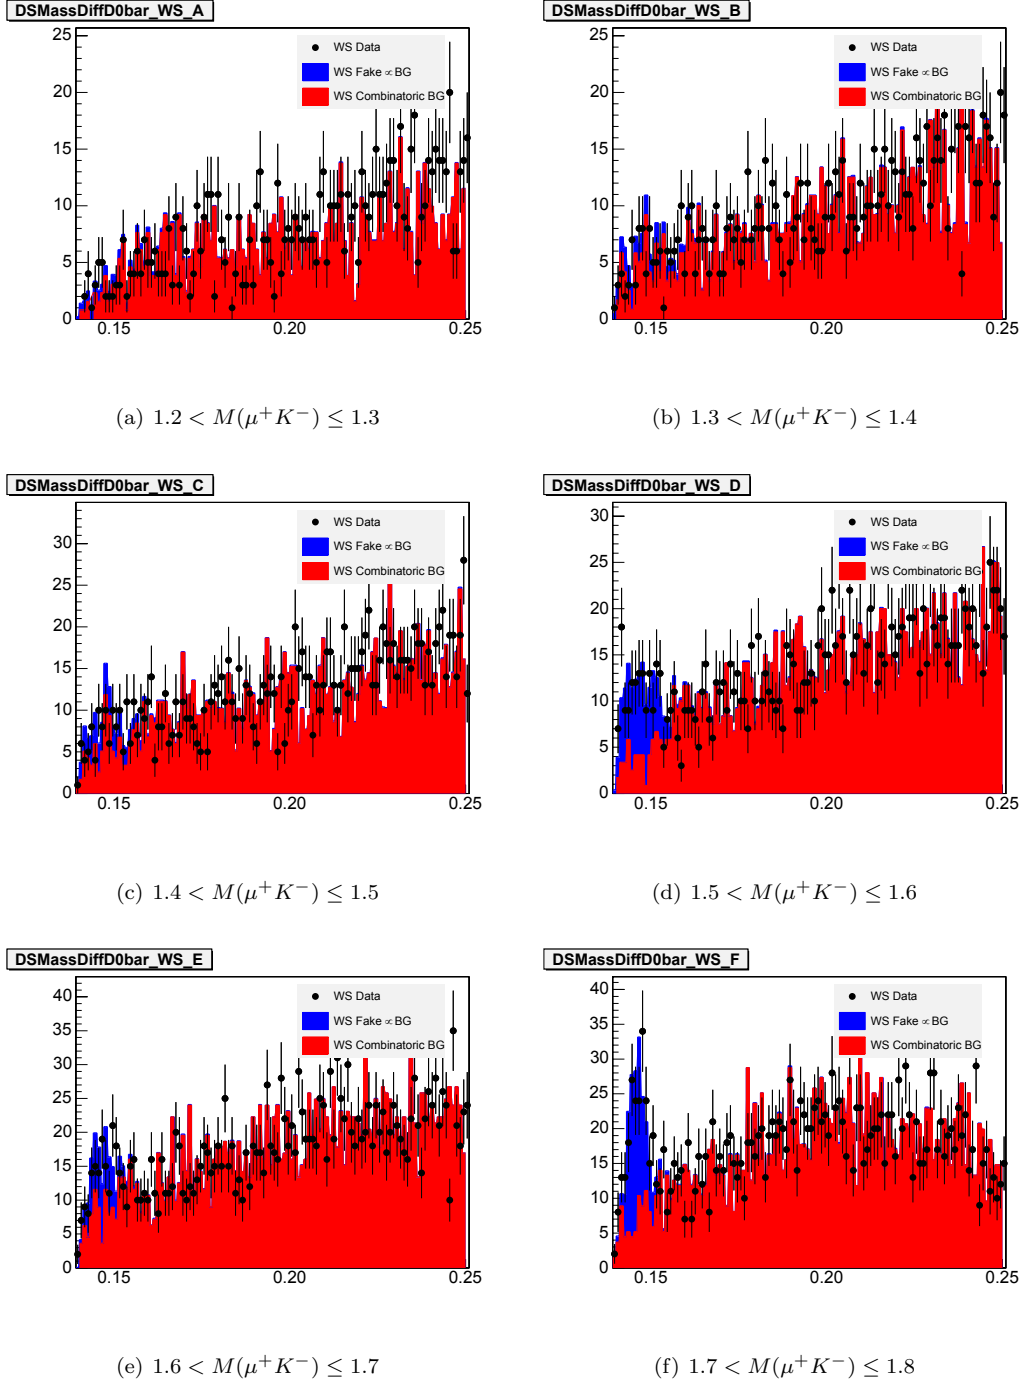 DSMassDiffD0bar_WS_A
25
20
15
10
5
0
0.15 0.20 0.25
WS Data
WS Fake ∝BG
WS Combinatoric BG
(a) 1.2 < M(μ⁺K⁻) ≤ 1.3
DSMassDiffD0bar_WS_B
25
20
15
10
5
0
0.15 0.20 0.25
WS Data
WS Fake ∝BG
WS Combinatoric BG
(b) 1.3 < M(μ⁺K⁻) ≤ 1.4
DSMassDiffD0bar_WS_C
30
25
20
15
10
5
0
0.15 0.20 0.25
WS Data
WS Fake ∝BG
WS Combinatoric BG
(c) 1.4 < M(μ⁺K⁻) ≤ 1.5
DSMassDiffD0bar_WS_D
30
25
20
15
10
5
0
0.15 0.20 0.25
WS Data
WS Fake ∝BG
WS Combinatoric BG
(d) 1.5 < M(μ⁺K⁻) ≤ 1.6
DSMassDiffD0bar_WS_E
40
35
30
25
20
15
10
5
0
0.15 0.20 0.25
WS Data
WS Fake ∝BG
WS Combinatoric BG
(e) 1.6 < M(μ⁺K⁻) ≤ 1.7
DSMassDiffD0bar_WS_F
40
35
30
25
20
15
10
5
0
0.15 0.20 0.25
WS Data
WS Fake ∝BG
WS Combinatoric BG
(f) 1.7 < M(μ⁺K⁻) ≤ 1.8